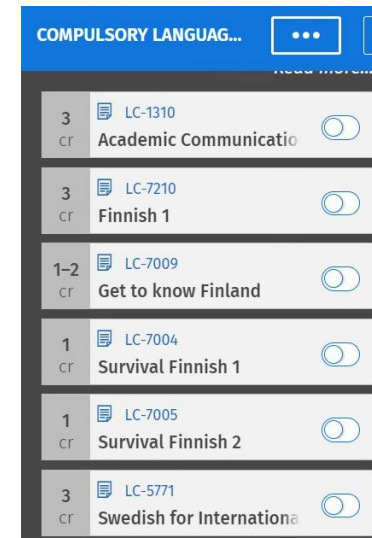 COMPULSORY LANGUAG...
Read more...
3 cr
LC-1310
Academic Communicatio
3 cr
LC-7210
Finnish 1
1–2 cr
LC-7009
Get to know Finland
1 cr
LC-7004
Survival Finnish 1
1 cr
LC-7005
Survival Finnish 2
3 cr
LC-5771
Swedish for Internationa